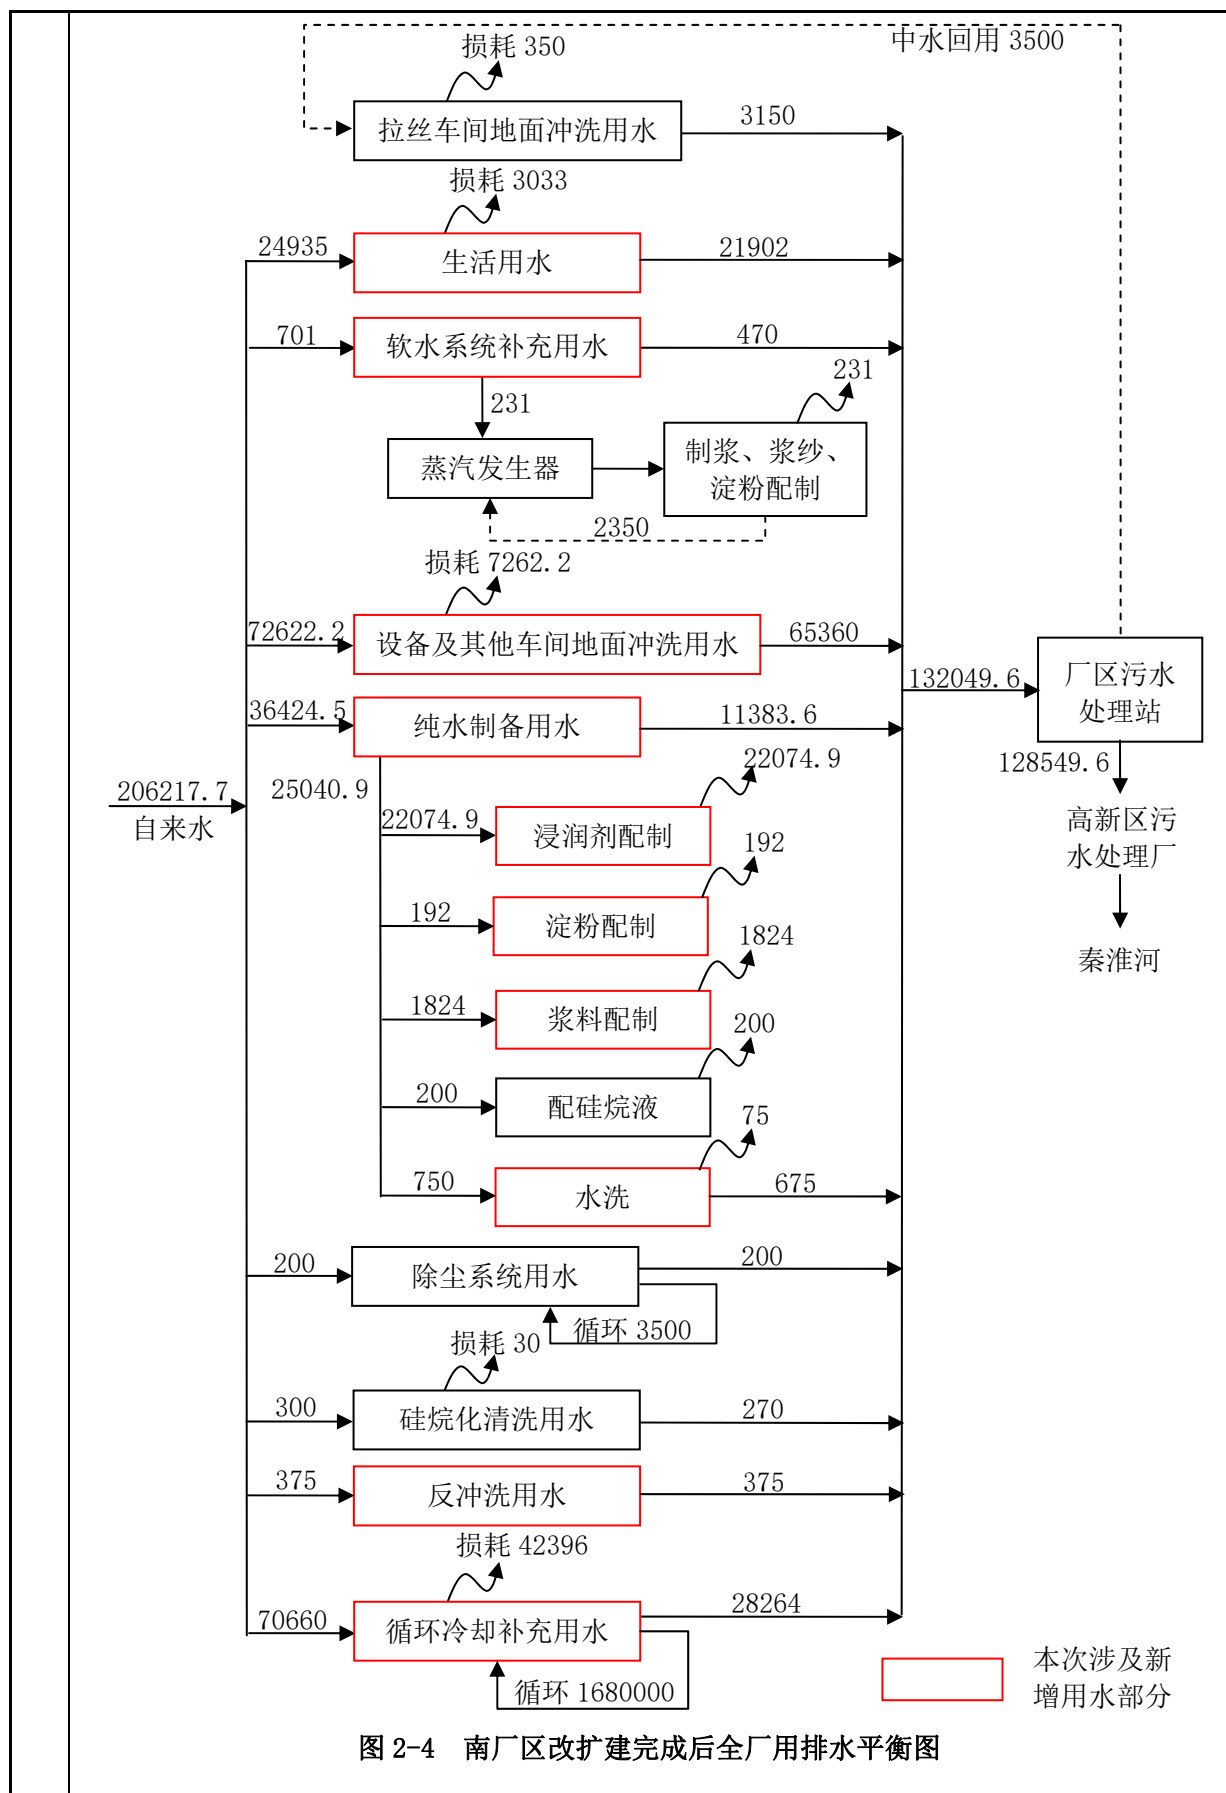 中水回用 3500
损耗 350
拉丝车间地面冲洗用水
3150
损耗 3033
24935
生活用水
21902
701
软水系统补充用水
470
231
231
蒸汽发生器
制浆、浆纱、
淀粉配制
2350
损耗 7262.2
72622.2
设备及其他车间地面冲洗用水
65360
132049.6
厂区污水
处理站
36424.5
纯水制备用水
11383.6
128549.6
206217.7
自来水
25040.9
22074.9
22074.9
浸润剂配制
高新区污
水处理厂
192
192
淀粉配制
秦淮河
1824
1824
浆料配制
200
200
配硅烷液
75
750
水洗
675
200
除尘系统用水
200
循环 3500
损耗 30
300
硅烷化清洗用水
270
375
反冲洗用水
375
损耗 42396
70660
循环冷却补充用水
28264
循环 1680000
本次涉及新
增用水部分
图 2-4 南厂区改扩建完成后全厂用排水平衡图